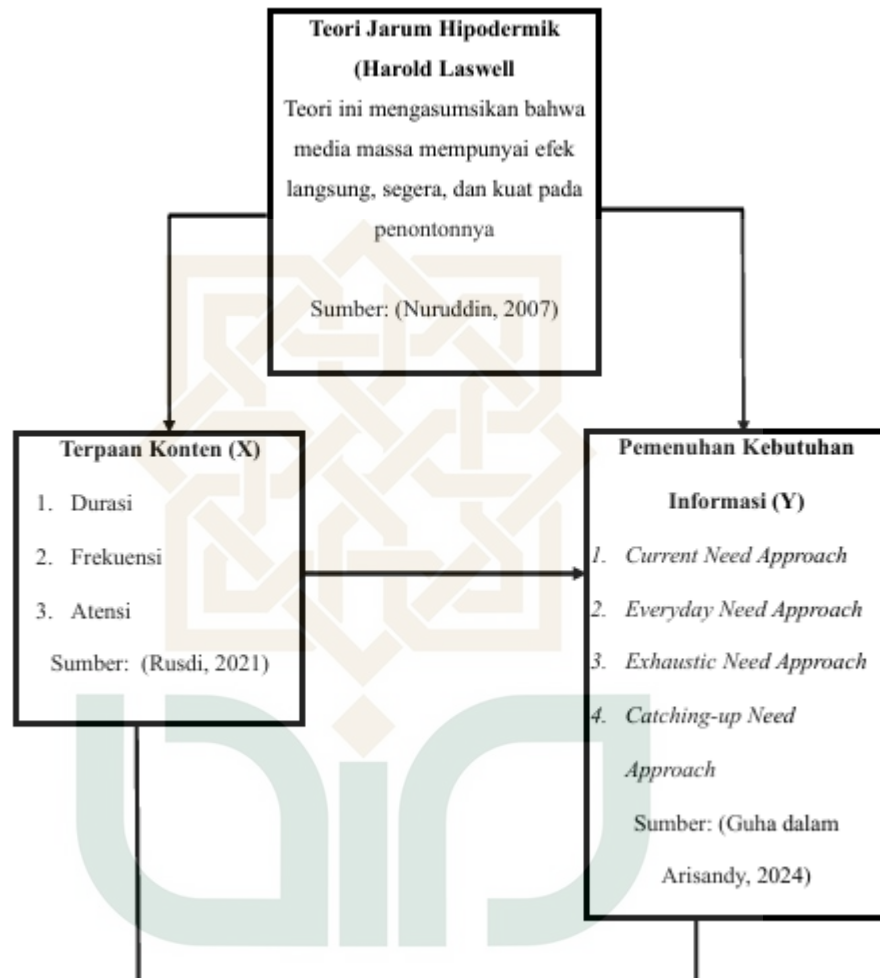 Teori Jarum Hipodermik
(Harold Laswell
Teori ini mengasumsikan bahwa
media massa mempunyai efek
langsung, segera, dan kuat pada
penontonnya
Sumber: (Nuruddin, 2007)
Terpaan Konten (X)
1. Durasi
2. Frekuensi
3. Atensi
Sumber: (Rusdi, 2021)
Pemenuhan Kebutuhan
Informasi (Y)
1. Current Need Approach
2. Everyday Need Approach
3. Exhaustic Need Approach
4. Catching-up Need
Approach
Sumber: (Guha dalam
Arisandy, 2024)